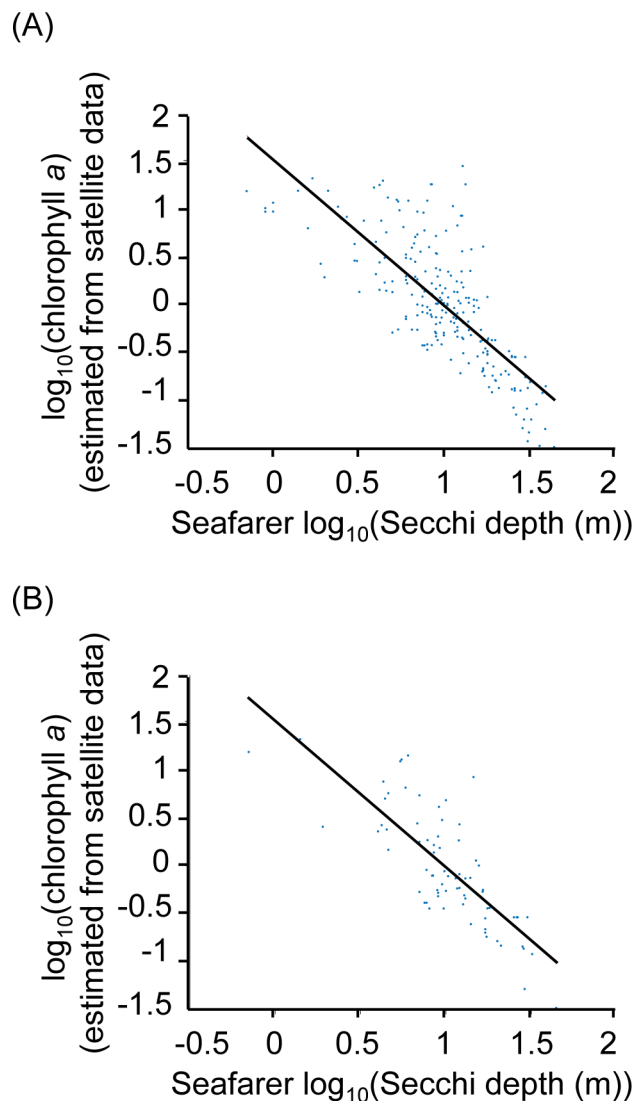 (A)
log₁₀(chlorophyll a)
(estimated from satellite data)
2
1.5
1
0.5
0
-0.5
-1
-1.5
-0.5 0 0.5 1 1.5 2
Seafarer log₁₀(Secchi depth (m))
(B)
log₁₀(chlorophyll a)
(estimated from satellite data)
2
1.5
1
0.5
0
-0.5
-1
-1.5
-0.5 0 0.5 1 1.5 2
Seafarer log₁₀(Secchi depth (m))